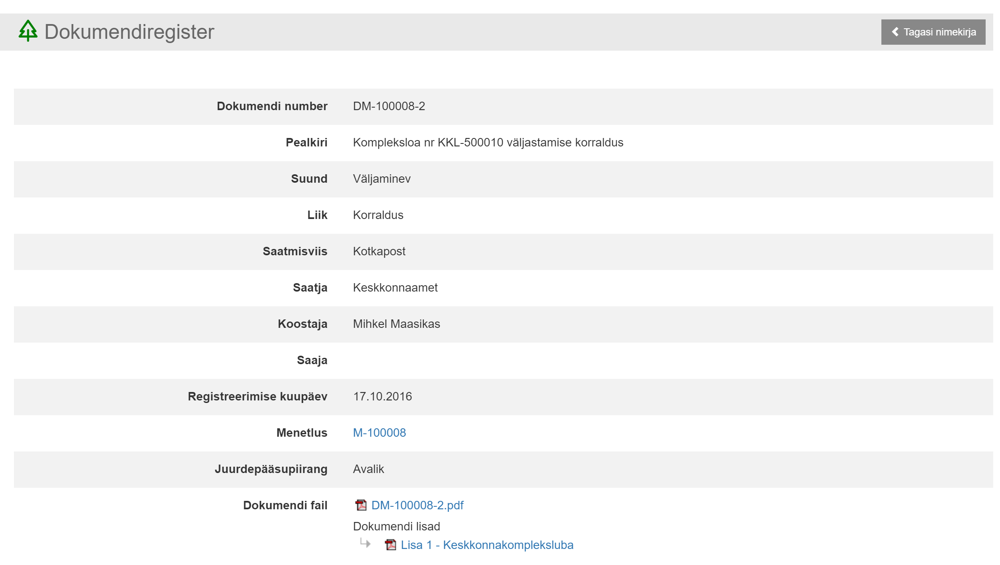 Dokumendiregister
Tagasi nimekirja
Dokumendi number DM-100008-2
Pealkiri Kompleksloa nr KKL-500010 väljastamise korraldus
Suund Väljaminev
Liik Korraldus
Saatmisviis Kotkapost
Saatja Keskkonnaamet
Koostaja Mihkel Maasikas
Saaja
Registreerimise kuupäev 17.10.2016
Menetlus M-100008
Juurdepääsupiirang Avalik
Dokumendi fail DM-100008-2.pdf
Dokumendi lisad
Lisa 1 - Keskkonnakompleksluba